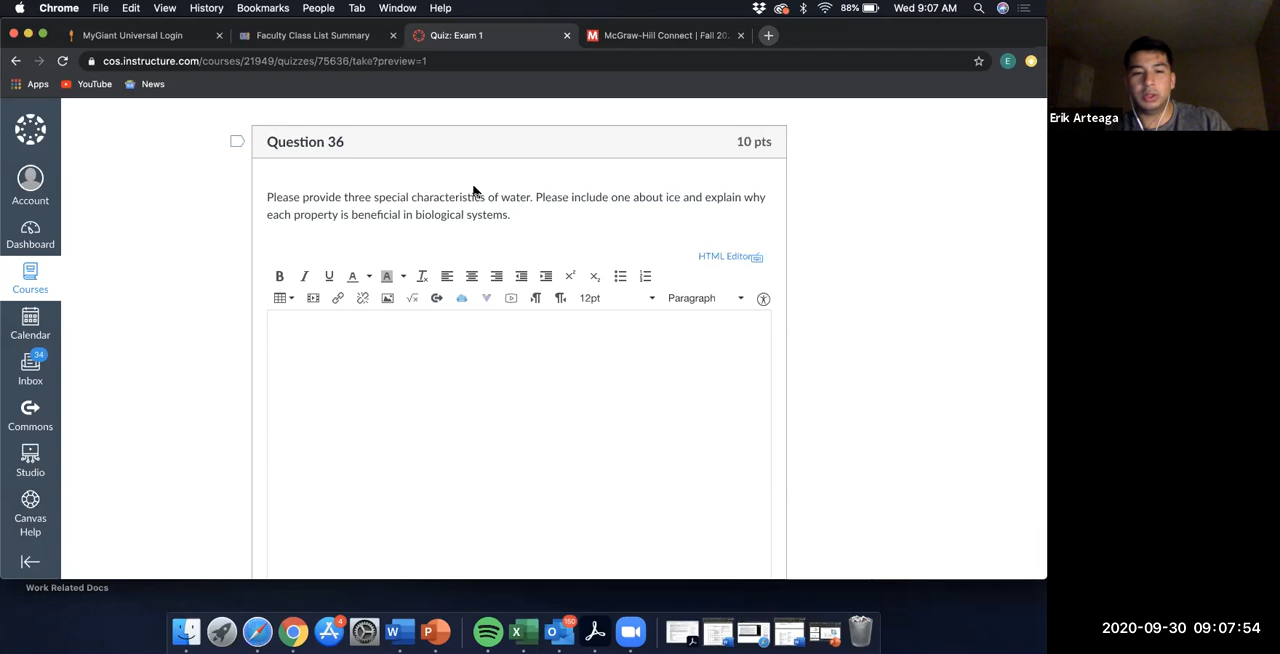 Chrome File Edit View History Bookmarks People Tab Window Help 88% Wed 9:07 AM
MyGiant Universal Login Faculty Class List Summary Quiz: Exam 1 McGraw-Hill Connect | Fall 20
cos.instructure.com/courses/21949/quizzes/75636/take?preview=1 E
Apps YouTube News
Erik Arteaga
Question 36 10 pts
Please provide three special characteristics of water. Please include one about ice and explain why
each property is beneficial in biological systems.
HTML Editor
B I U A A
12pt Paragraph
Account
Dashboard
Courses
Calendar
34
Inbox
Commons
Studio
Canvas
Help
Work Related Docs
4 W P X 150
2020-09-30 09:07:54